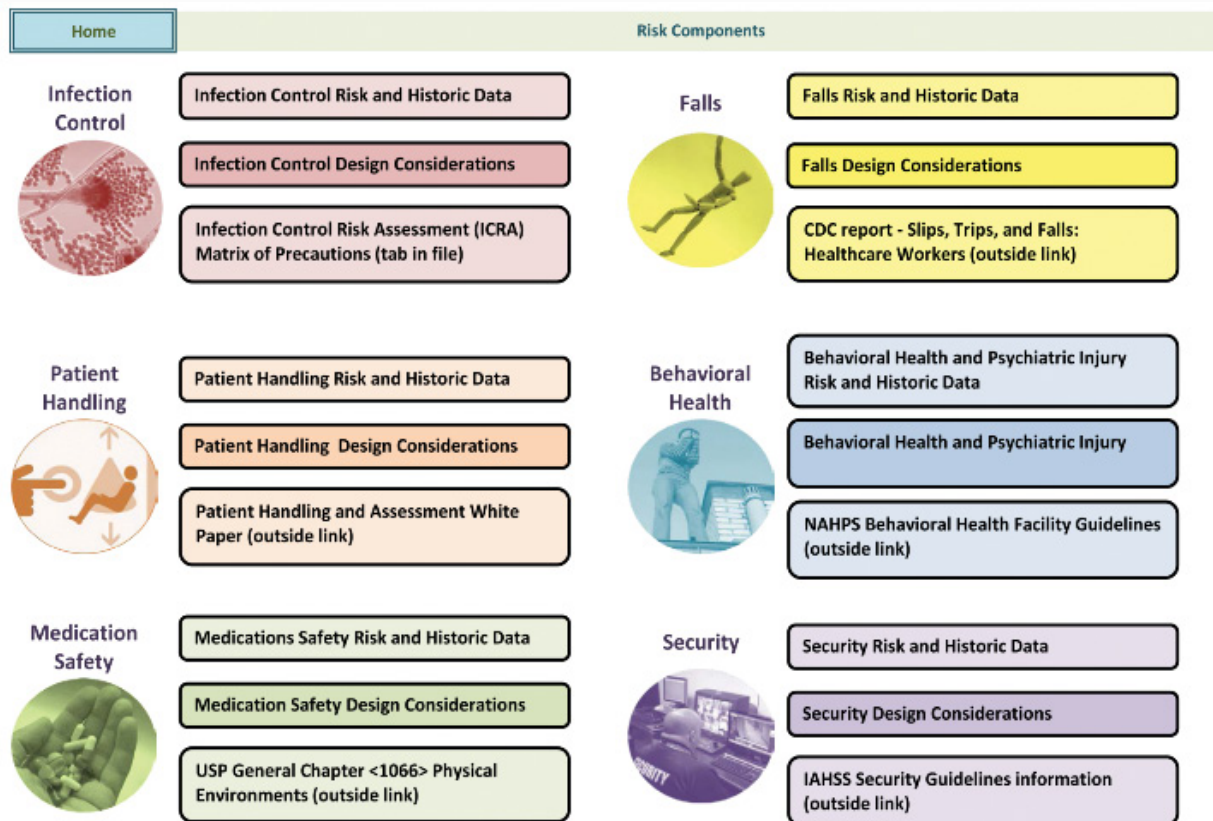 Home
Risk Components
Infection
Control
Infection Control Risk and Historic Data
Infection Control Design Considerations
Infection Control Risk Assessment (ICRA)
Matrix of Precautions (tab in file)
Falls
Falls Risk and Historic Data
Falls Design Considerations
CDC report - Slips, Trips, and Falls:
Healthcare Workers (outside link)
Patient
Handling
Patient Handling Risk and Historic Data
Patient Handling Design Considerations
Patient Handling and Assessment White
Paper (outside link)
Behavioral
Health
Behavioral Health and Psychiatric Injury
Risk and Historic Data
Behavioral Health and Psychiatric Injury
NAHPS Behavioral Health Facility Guidelines
(outside link)
Medication
Safety
Medications Safety Risk and Historic Data
Medication Safety Design Considerations
USP General Chapter <1066> Physical
Environments (outside link)
Security
SECURITY
Security Risk and Historic Data
Security Design Considerations
IAHSS Security Guidelines information
(outside link)